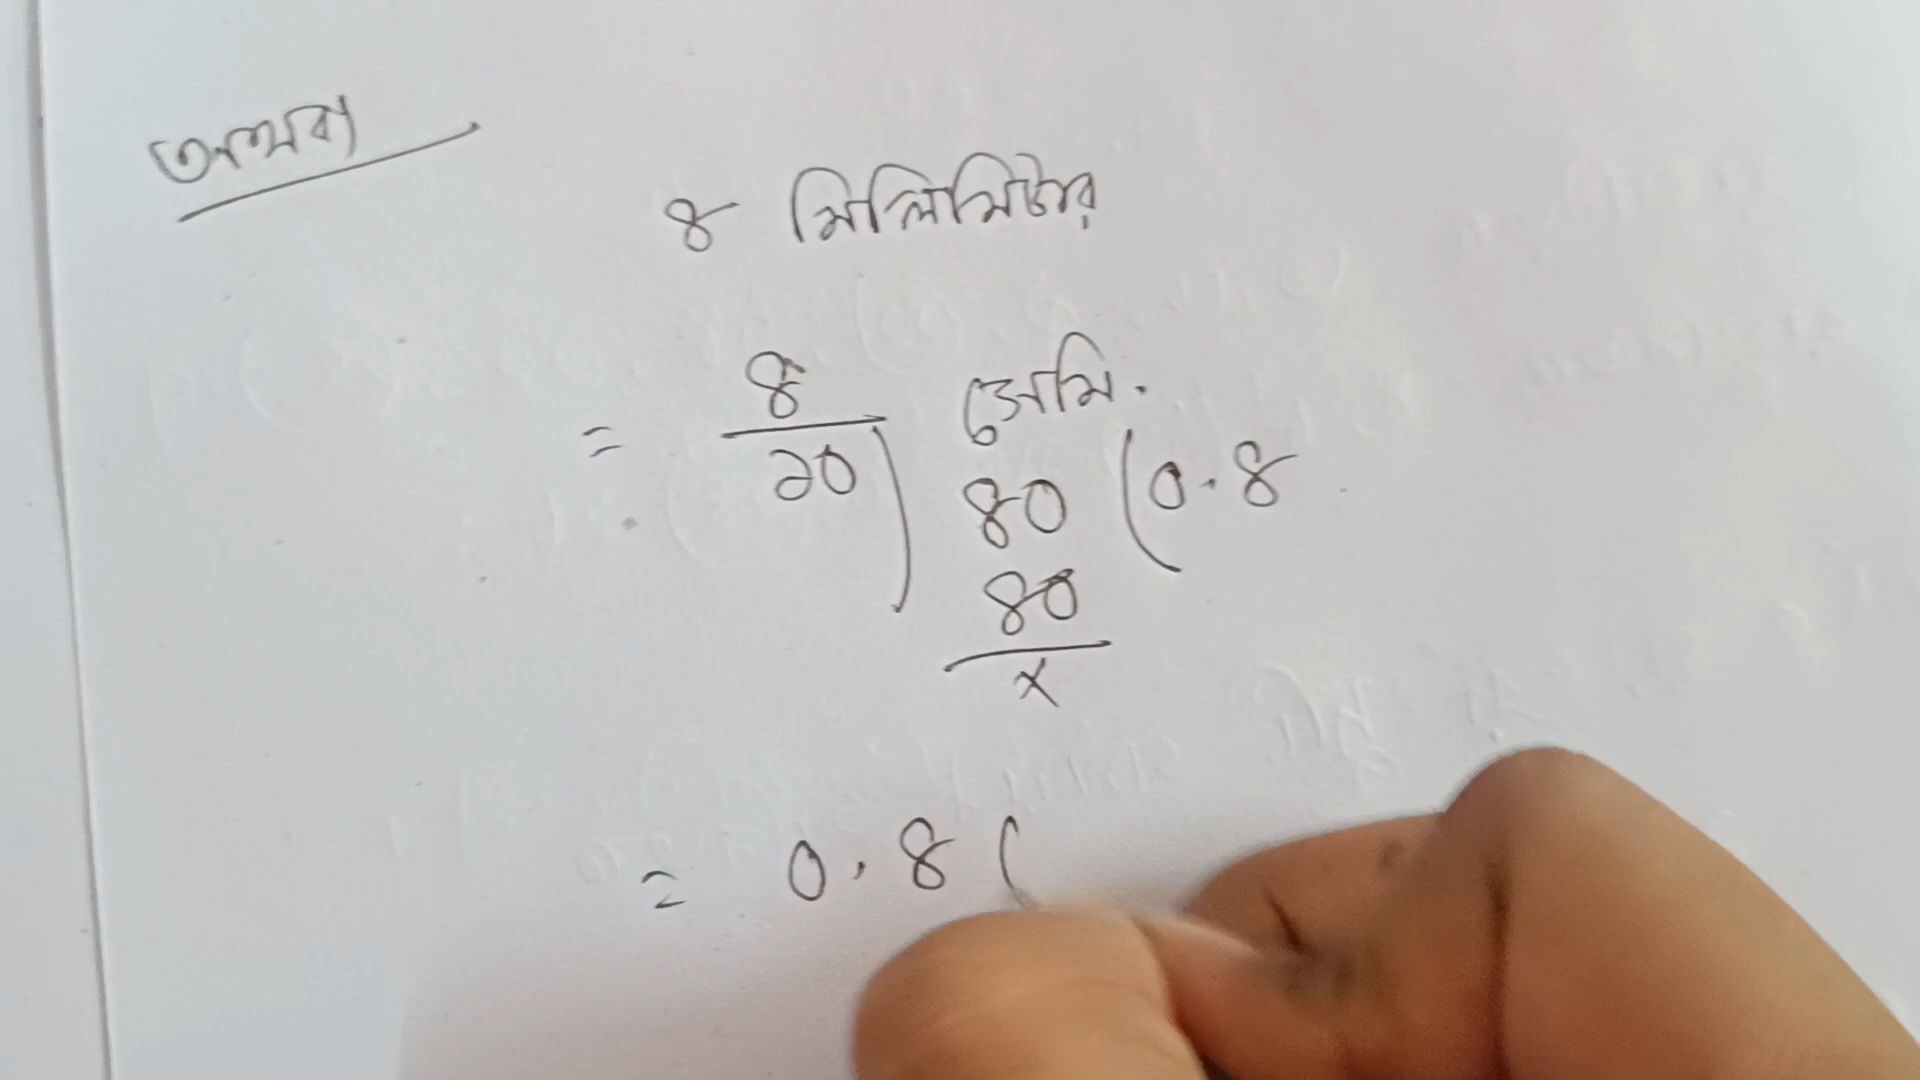 অথবা
৪ মিলিমিটার
= ৪/১০ সেমি.
১০) ৪০ (০.৪
৪০
×
= ০.৪ (